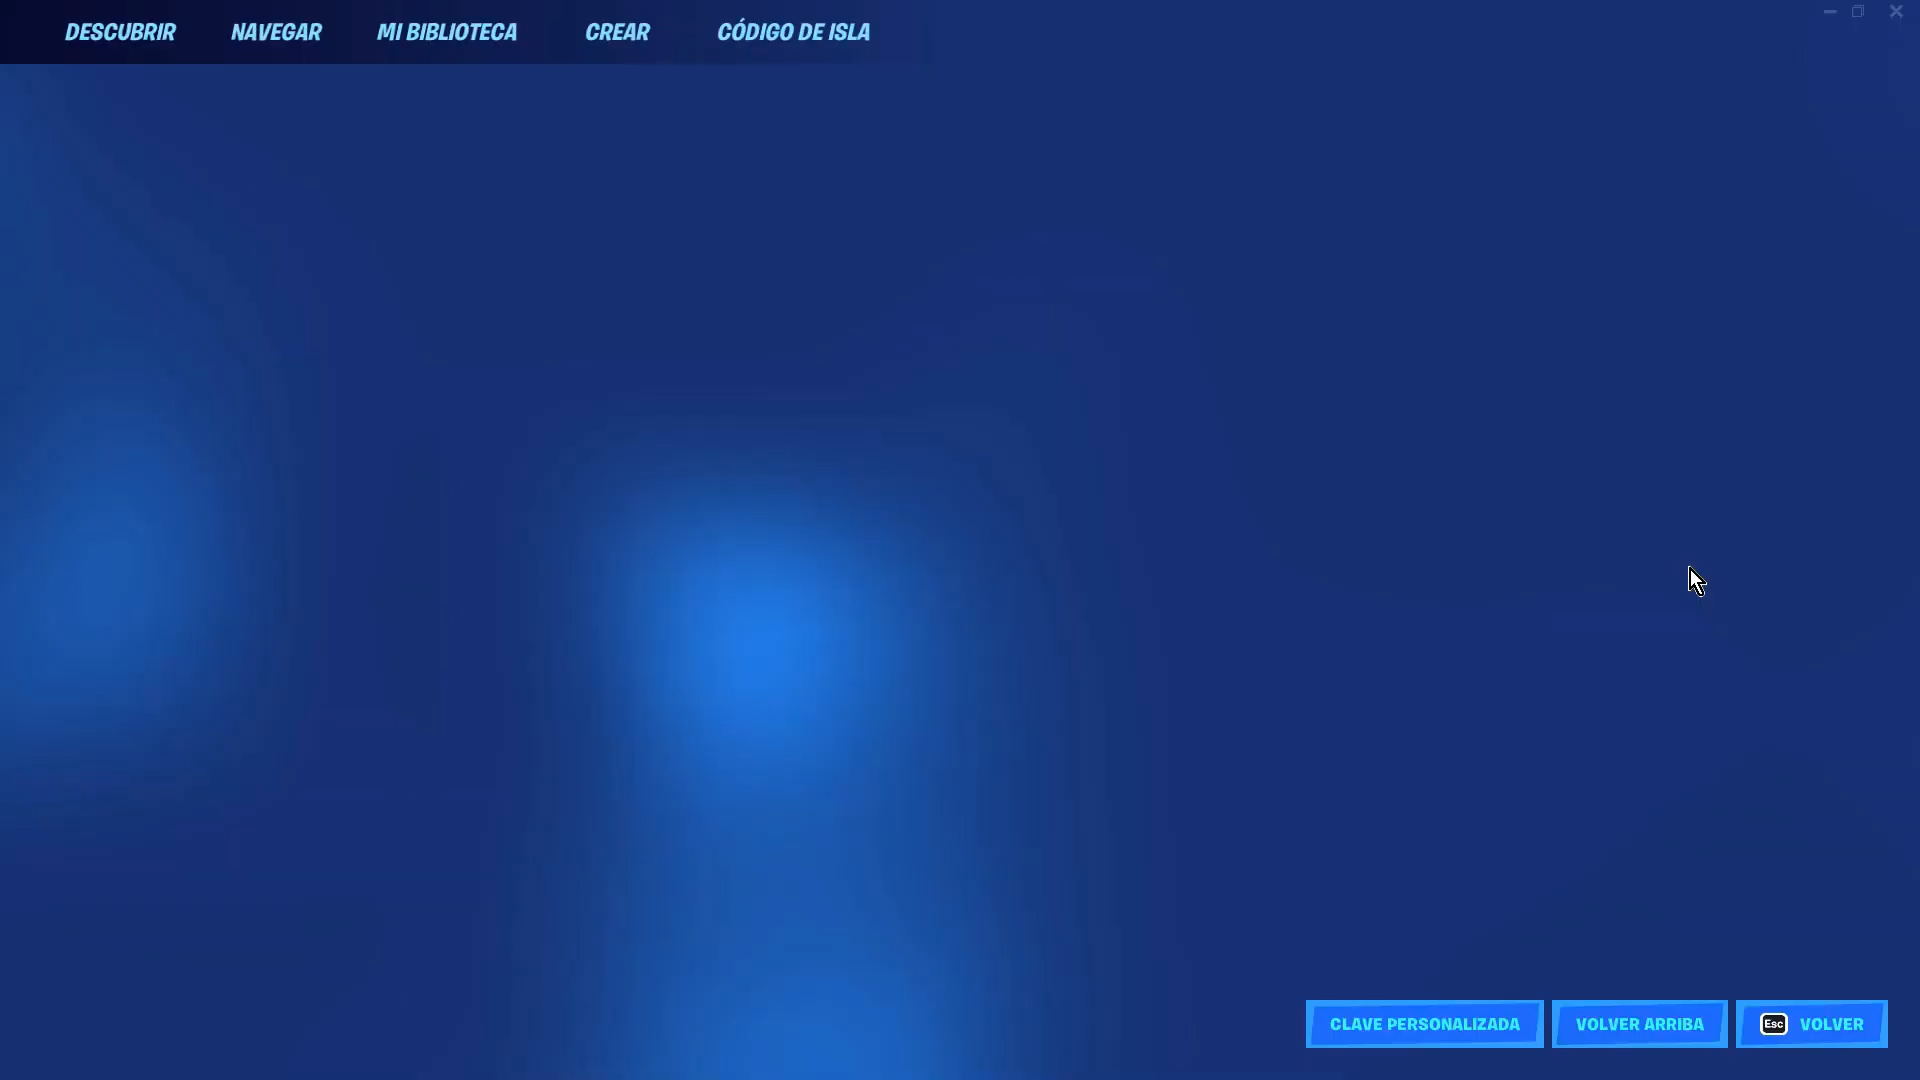 DESCUBRIR NAVEGAR MI BIBLIOTECA CREAR CÓDIGO DE ISLA
CLAVE PERSONALIZADA VOLVER ARRIBA Esc VOLVER